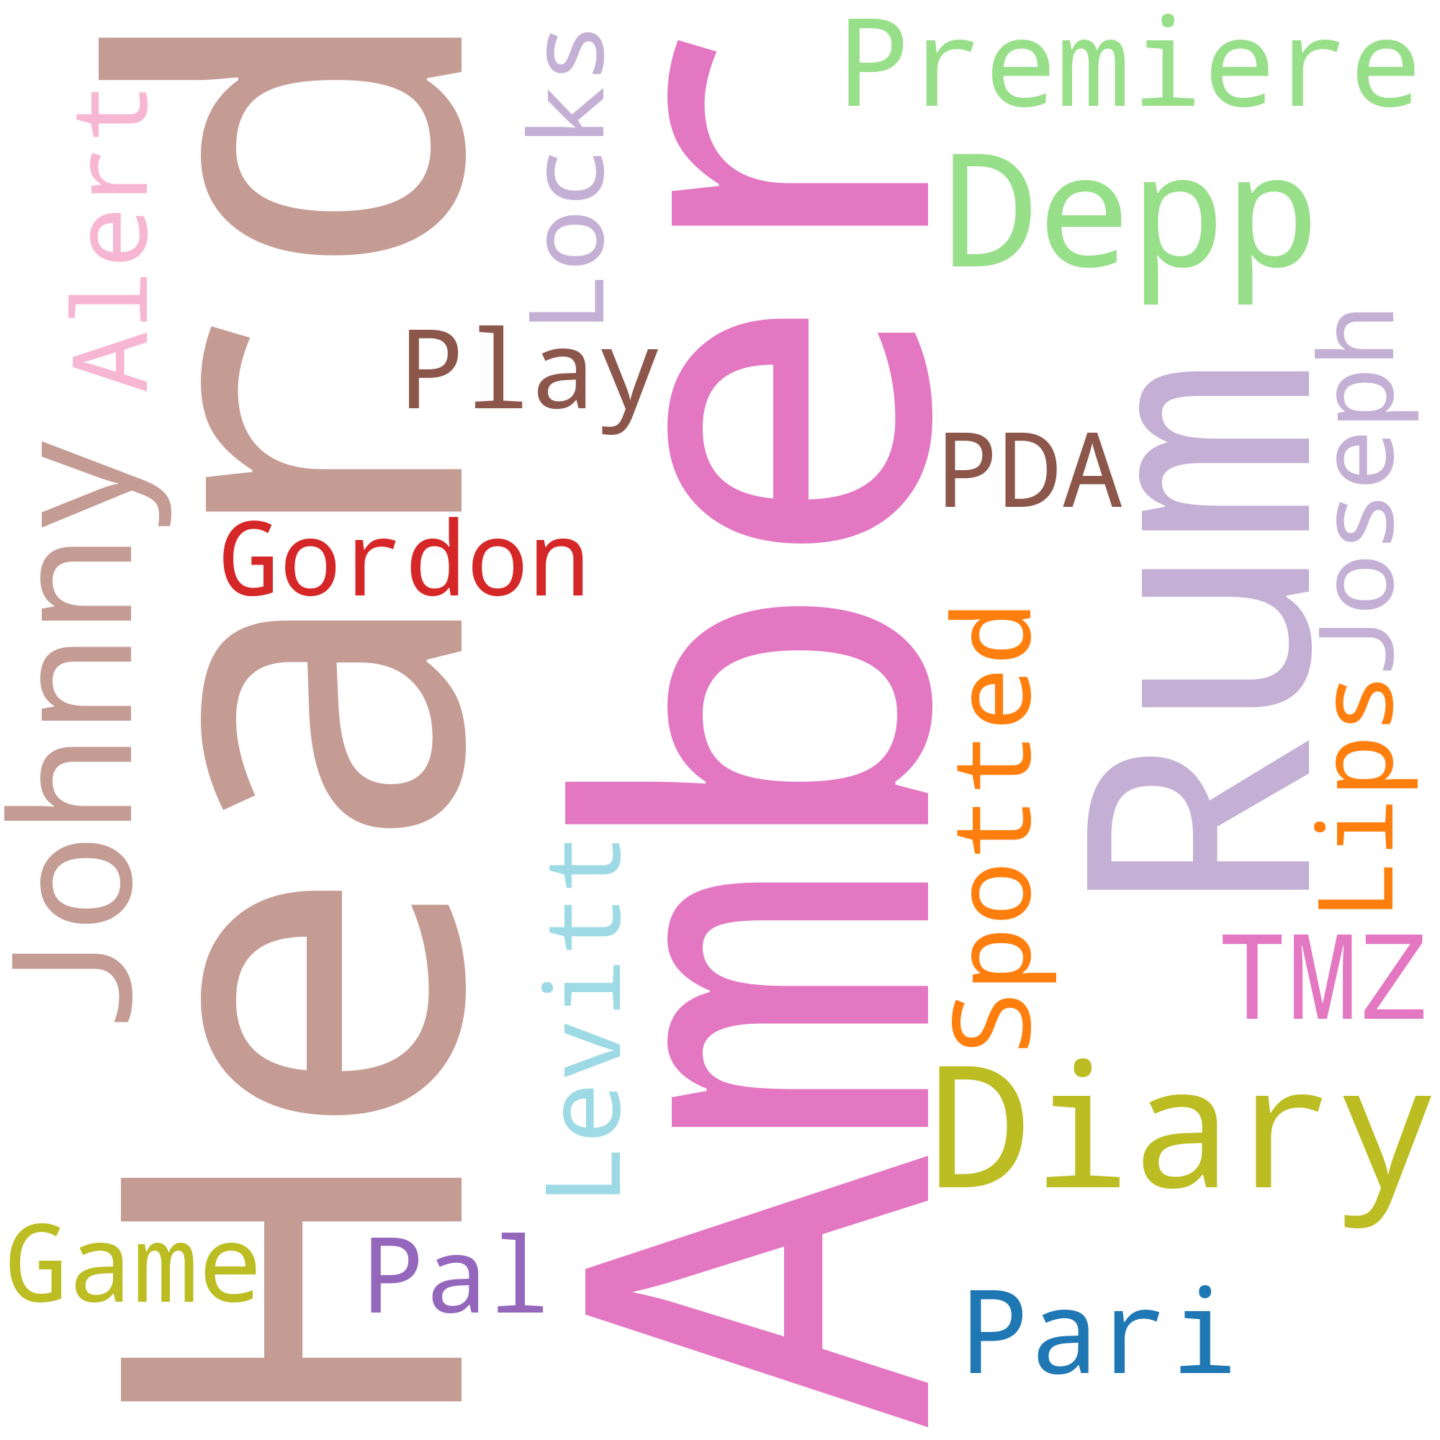 Premiere
Locks
Alert
Heard
Amber
Depp
Play
Joseph
Johnny
PDA
Rum
Gordon
Spotted
Lips
Levitt
TMZ
Diary
Game
Pal
Pari